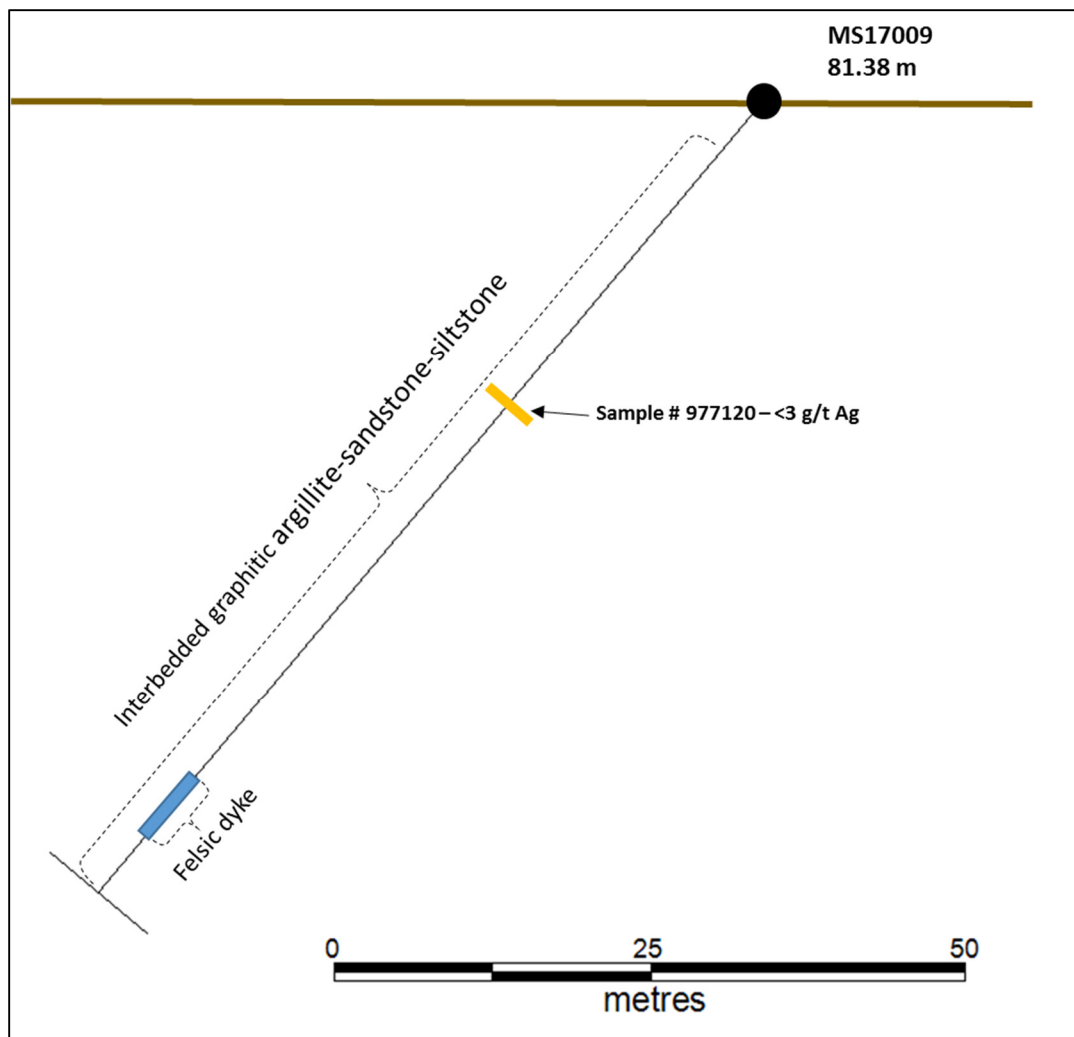 MS17009
81.38 m
Interbedded graphitic argillite-sandstone-siltstone
Sample # 977120 – <3 g/t Ag
Felsic dyke
0 25 50
metres